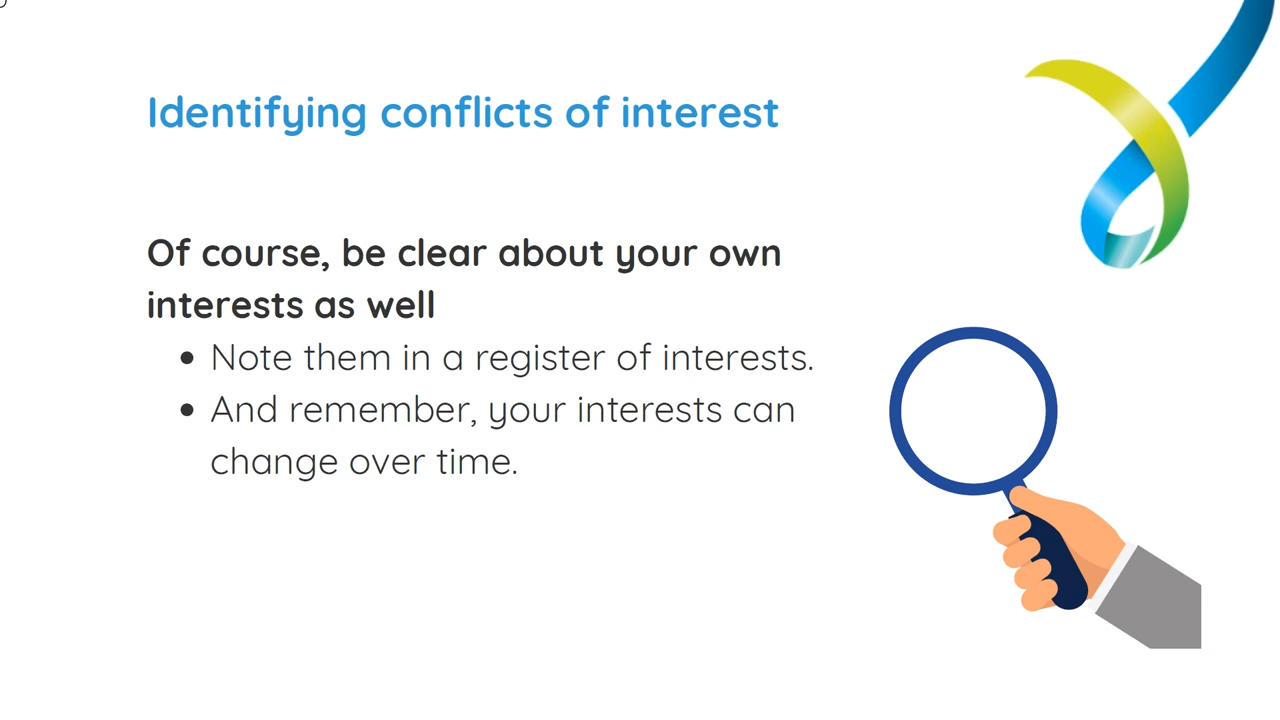 Identifying conflicts of interest
Of course, be clear about your own
interests as well
• Note them in a register of interests.
• And remember, your interests can
change over time.